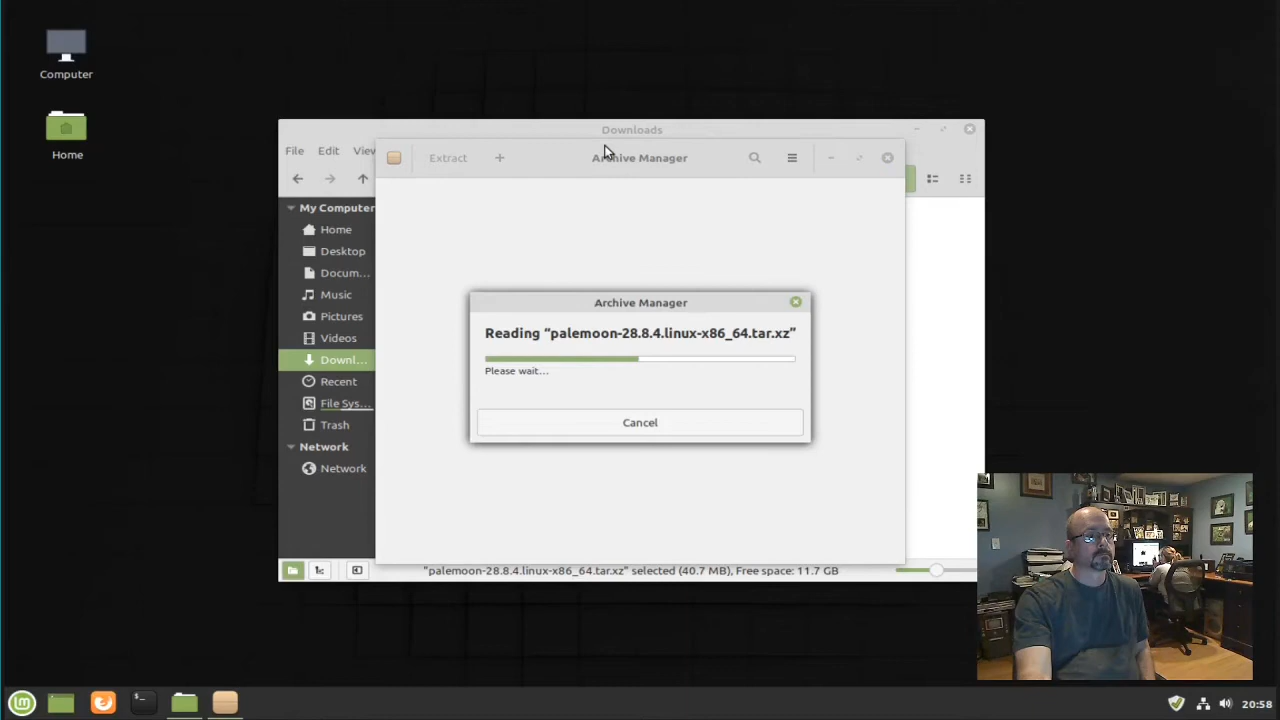 Computer
Home
Downloads
File Edit View
Extract
Archive Manager
My Computer
Home
Desktop
Docum...
Music
Pictures
Videos
Downl...
Recent
File Sys...
Trash
Network
Network
Archive Manager
Reading “palemoon-28.8.4.linux-x86_64.tar.xz”
Please wait...
Cancel
"palemoon-28.8.4.linux-x86_64.tar.xz" selected (40.7 MB), Free space: 11.7 GB
20:58